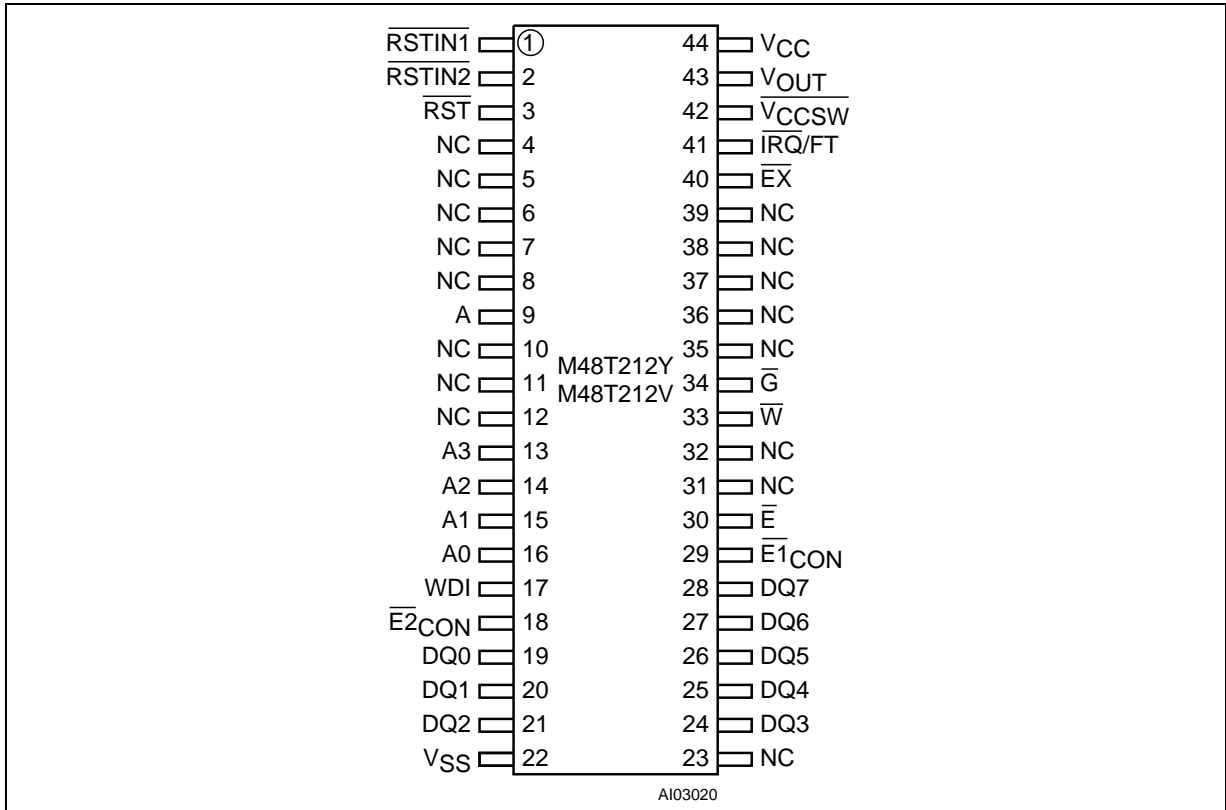 RSTIN1 1 44 VCC
RSTIN2 2 43 VOUT
RST 3 42 VCCSW
NC 4 41 IRQ/FT
NC 5 40 EX
NC 6 39 NC
NC 7 38 NC
NC 8 37 NC
A 9 36 NC
NC 10 35 NC
M48T212Y
NC 11 34 G
M48T212V
NC 12 33 W
A3 13 32 NC
A2 14 31 NC
A1 15 30 E
A0 16 29 E1CON
WDI 17 28 DQ7
E2CON 18 27 DQ6
DQ0 19 26 DQ5
DQ1 20 25 DQ4
DQ2 21 24 DQ3
VSS 22 23 NC
AI03020